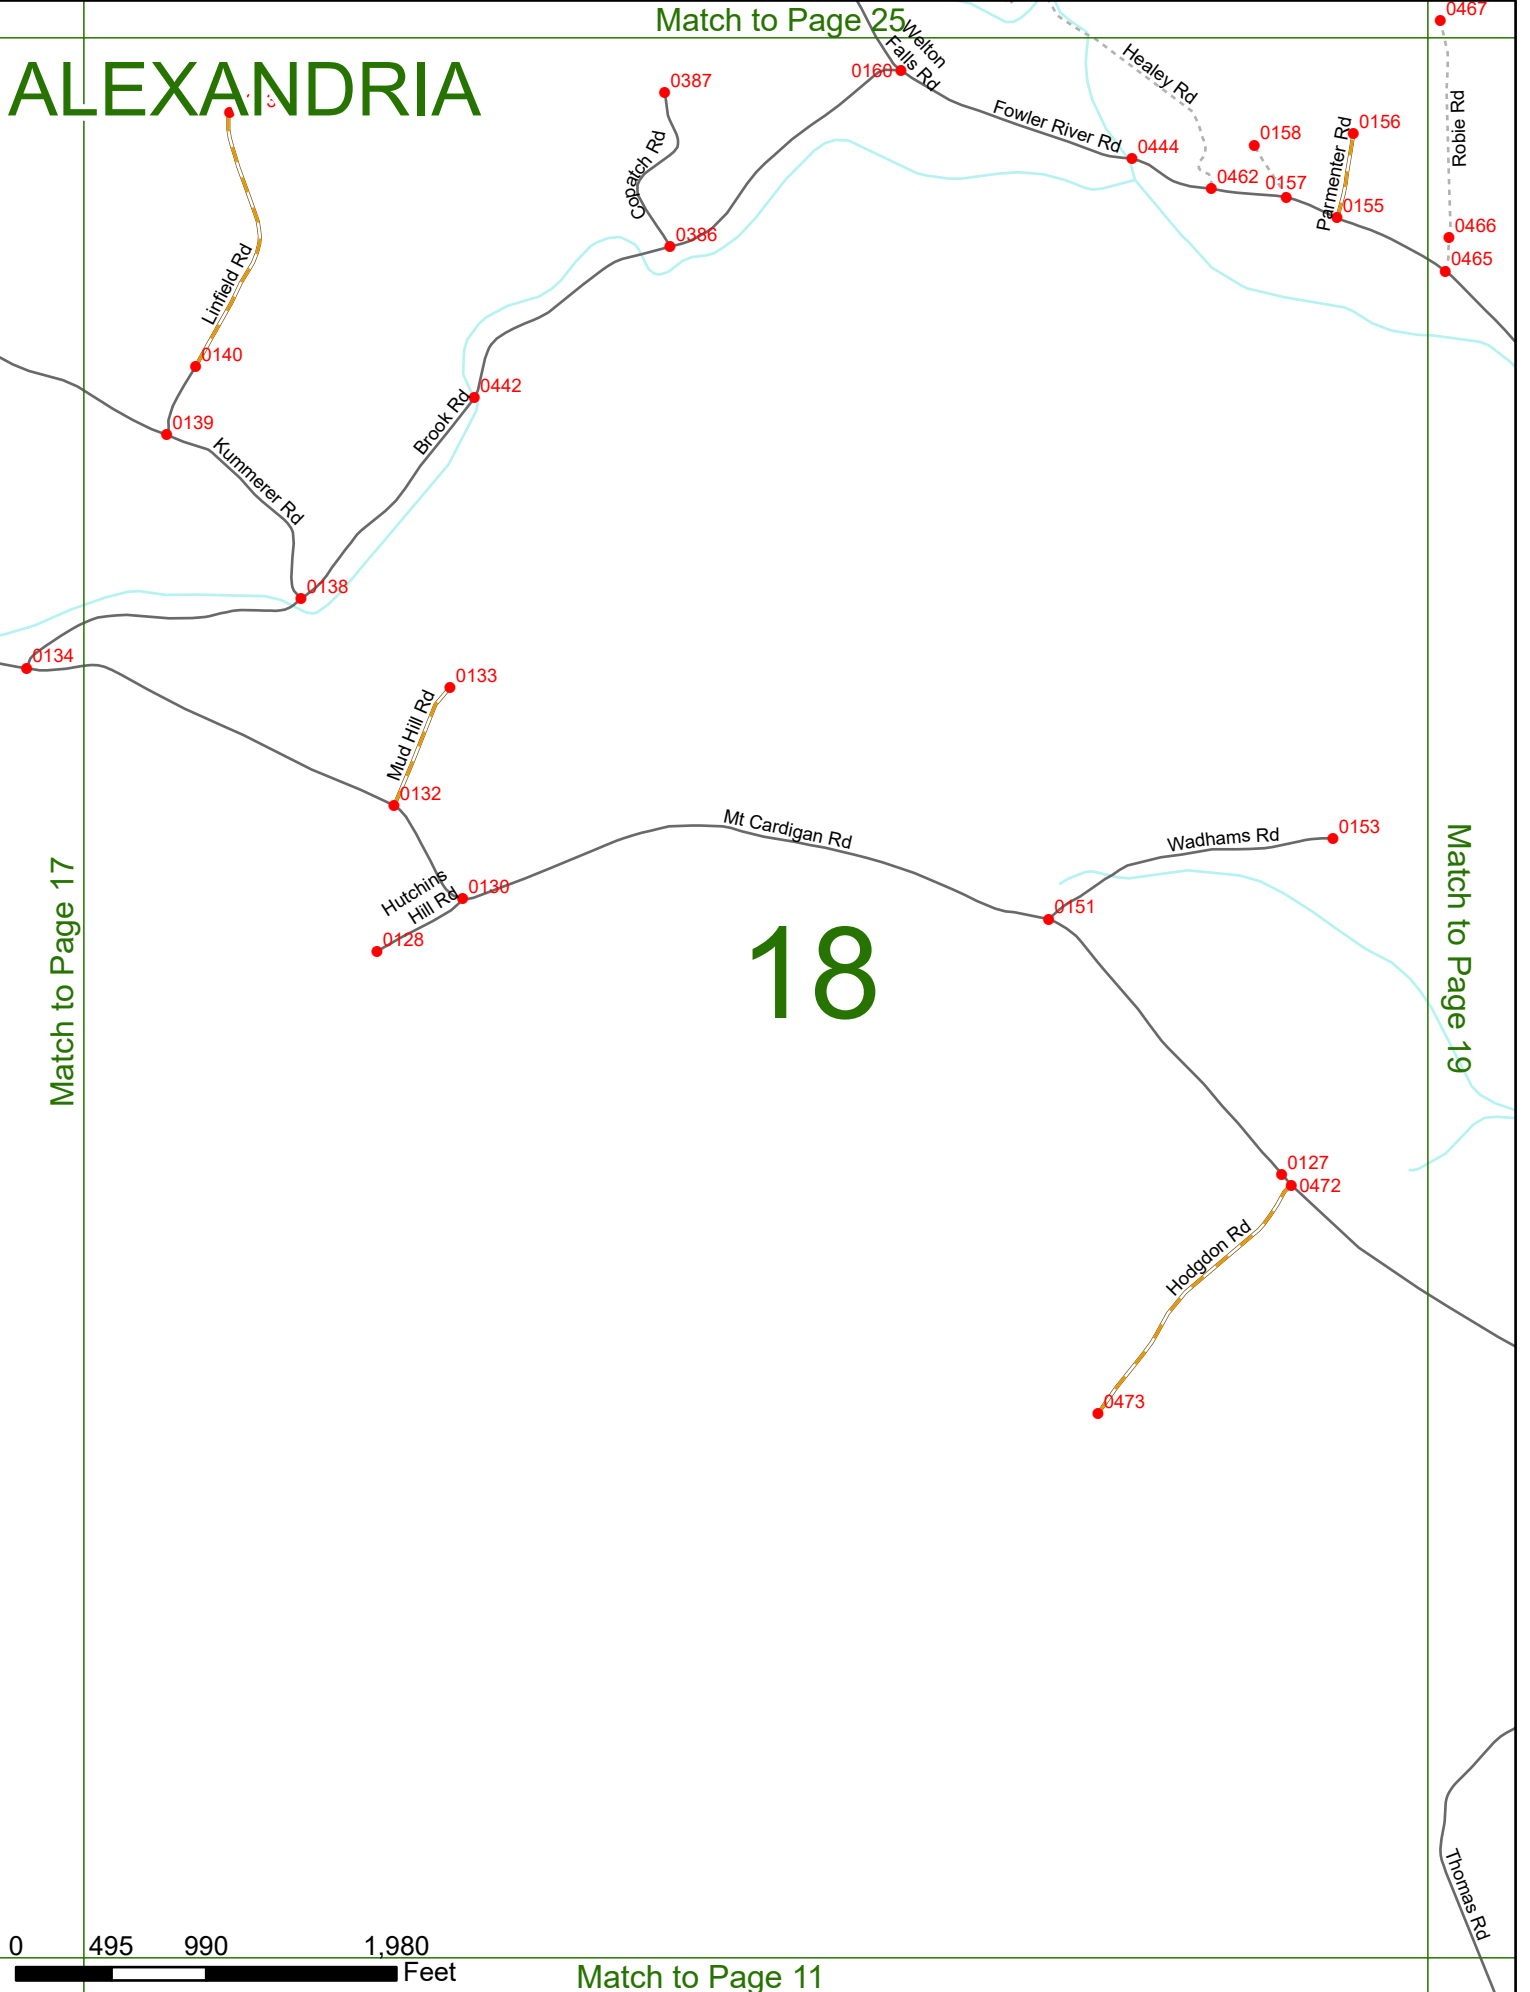 Match to Page 25
0467
ALEXANDRIA
Welton
Falls Rd
0160
0387
Healey Rd
Robie Rd
Fowler River Rd
0444
0158
0156
Parmenter Rd
Copatch Rd
0462
0157
0155
0386
0466
0465
Linfield Rd
0140
0442
Brook Rd
0139
Kummerer Rd
0138
0134
0133
Mud Hill Rd
0132
Mt Cardigan Rd
Wadhams Rd
0153
Match to Page 17
Match to Page 19
Hutchins
Hill Rd
0130
0128
0151
18
0127
0472
Hodgdon Rd
0473
Thomas Rd
0 495 990 1,980
Feet
Match to Page 11